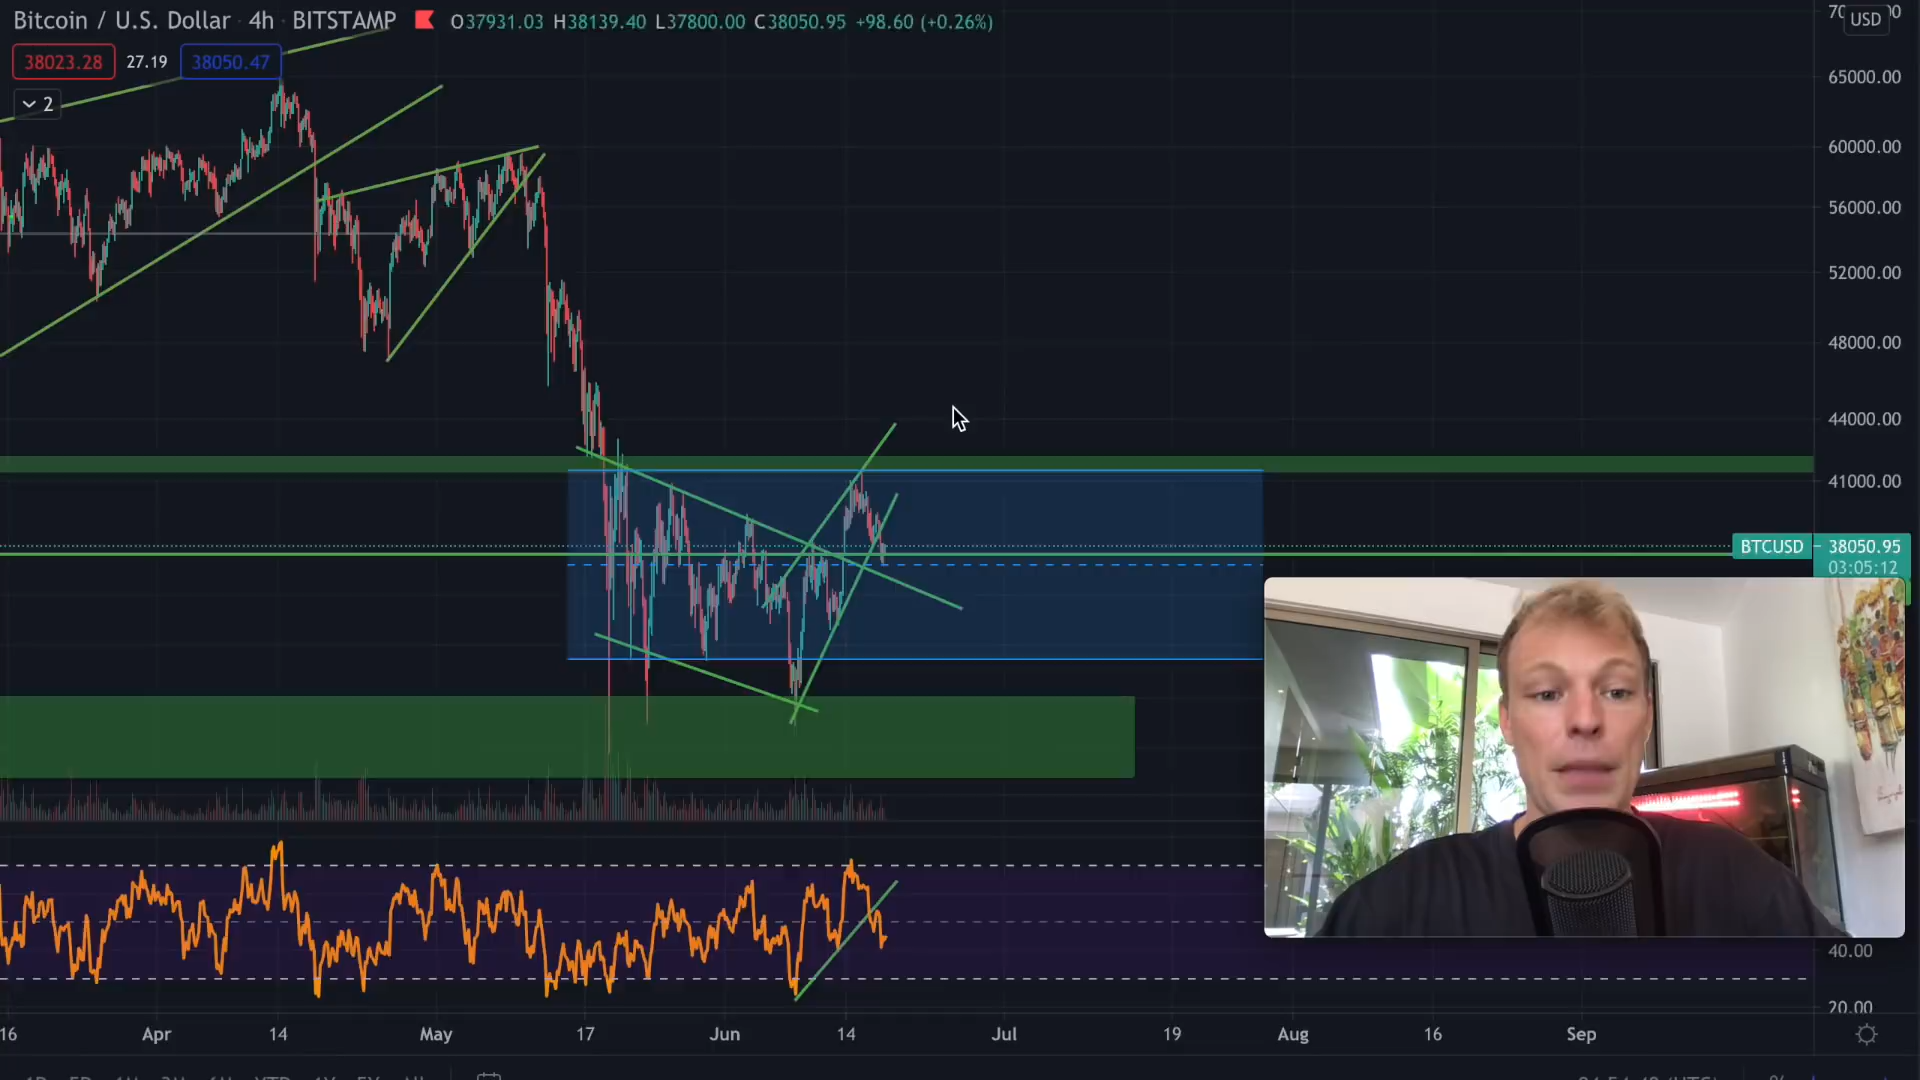 Bitcoin / U.S. Dollar · 4h · BITSTAMP O37931.03 H38139.40 L37800.00 C38050.95 +98.60 (+0.26%)
USD
38023.28 27.19 38050.47
2
65000.00
60000.00
56000.00
52000.00
48000.00
44000.00
41000.00
BTCUSD 38050.95
03:05:12
40.00
20.00
16 Apr 14 May 17 Jun 14 Jul 19 Aug 16 Sep